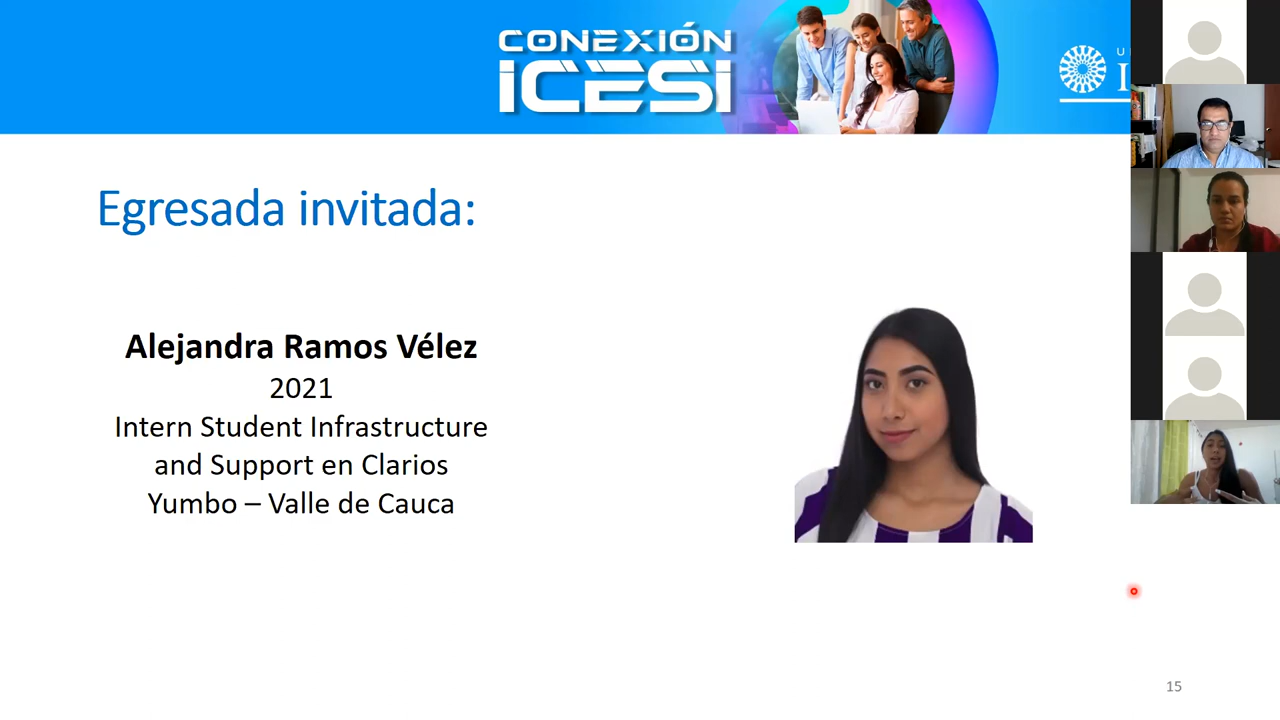 CONEXIÓN
ICESI
U
I
Egresada invitada:
Alejandra Ramos Vélez
2021
Intern Student Infrastructure
and Support en Clarios
Yumbo – Valle de Cauca
15